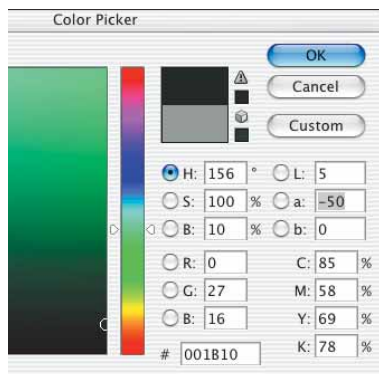 Color Picker
OK
Cancel
Custom
H: 156 °
L: 5
S: 100 %
a: -50
B: 10 %
b: 0
R: 0
C: 85 %
G: 27
M: 58 %
B: 16
Y: 69 %
# 001B10
K: 78 %